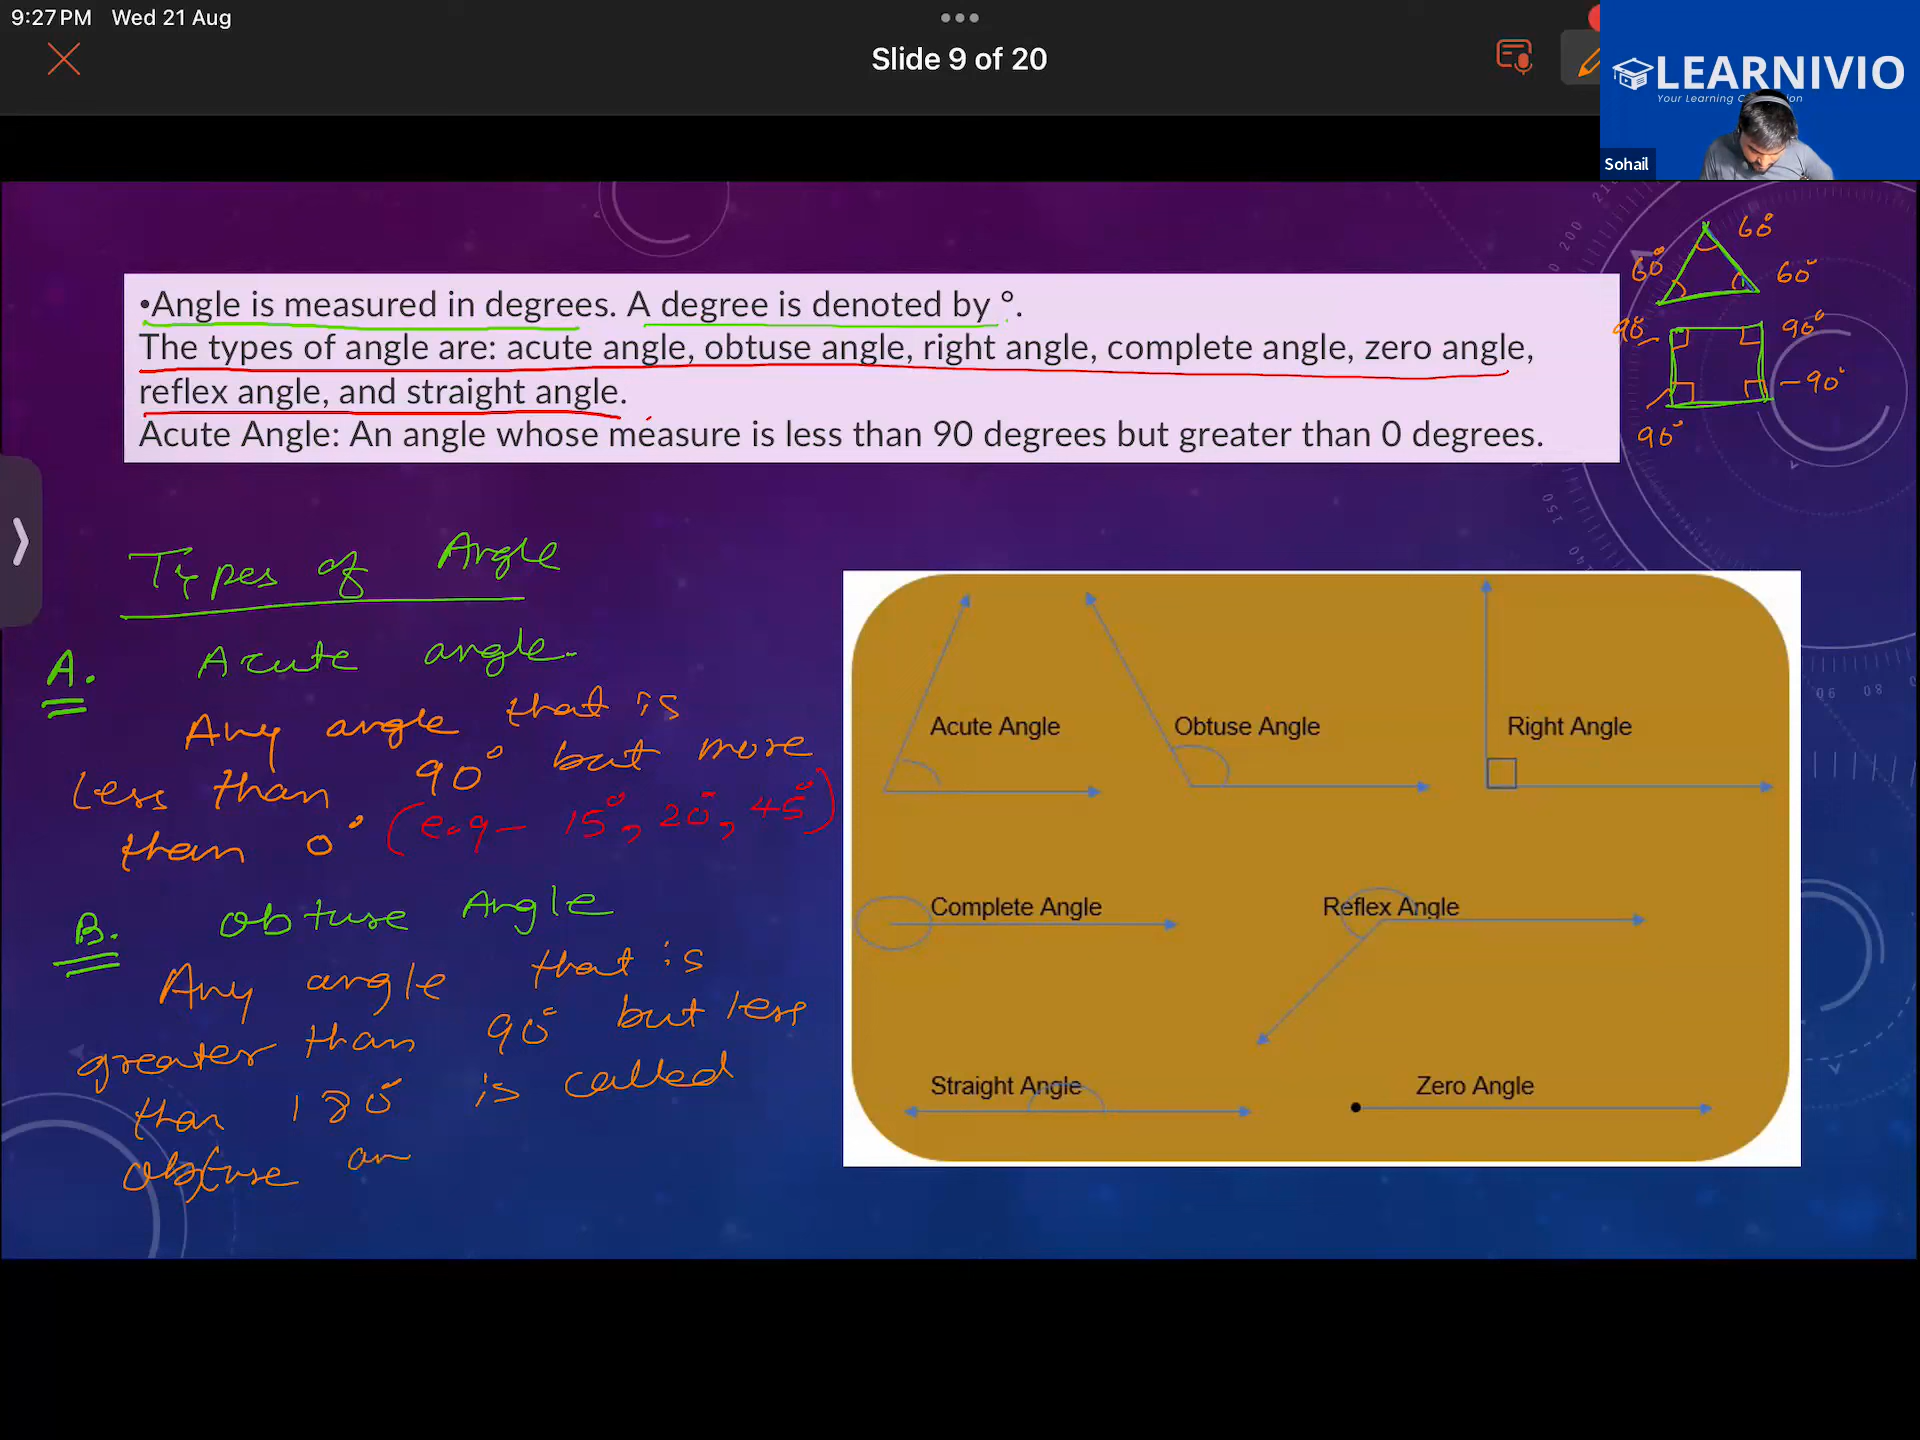 9:27 PM Wed 21 Aug
Slide 9 of 20
LEARNIVIO
Your Learning
Sohail
•Angle is measured in degrees. A degree is denoted by °.
The types of angle are: acute angle, obtuse angle, right angle, complete angle, zero angle,
reflex angle, and straight angle.
Acute Angle: An angle whose measure is less than 90 degrees but greater than 0 degrees.
60°
60° 60°
90° 90°
-90°
90°
Types of Angle
A. Acute angle.
Any angle that is
less than 90° but more
than 0° (e.g- 15°, 20°, 45°)
B. Obtuse Angle
Any angle that is
greater than 90° but less
than 180° is called
obtuse an
Acute Angle Obtuse Angle Right Angle
Complete Angle Reflex Angle
Straight Angle Zero Angle
200
150
90 80